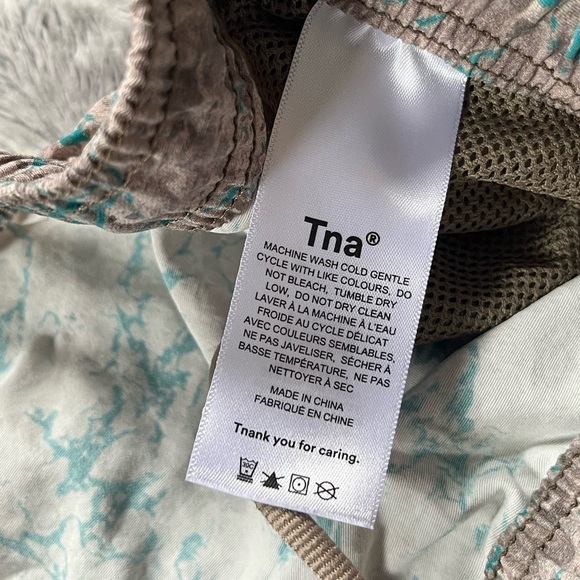 Tna®
MACHINE WASH COLD GENTLE
CYCLE WITH LIKE COLOURS, DO
NOT BLEACH, TUMBLE DRY
LOW, DO NOT DRY CLEAN
LAVER À LA MACHINE À L'EAU
FROIDE AU CYCLE DÉLICAT
AVEC COULEURS SEMBLABLES,
NE PAS JAVELISER, SÉCHER À
BASSE TEMPÉRATURE, NE PAS
NETTOYER À SEC
MADE IN CHINA
FABRIQUÉ EN CHINE
Tnank you for caring.
30C